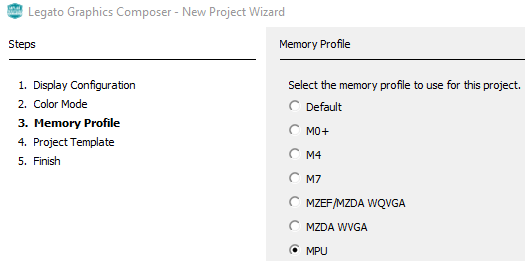 Legato Graphics Composer - New Project Wizard
Steps
1. Display Configuration
2. Color Mode
3. Memory Profile
4. Project Template
5. Finish
Memory Profile
Select the memory profile to use for this project.
Default
M0+
M4
M7
MZEF/MZDA WQVGA
MZDA WVGA
MPU